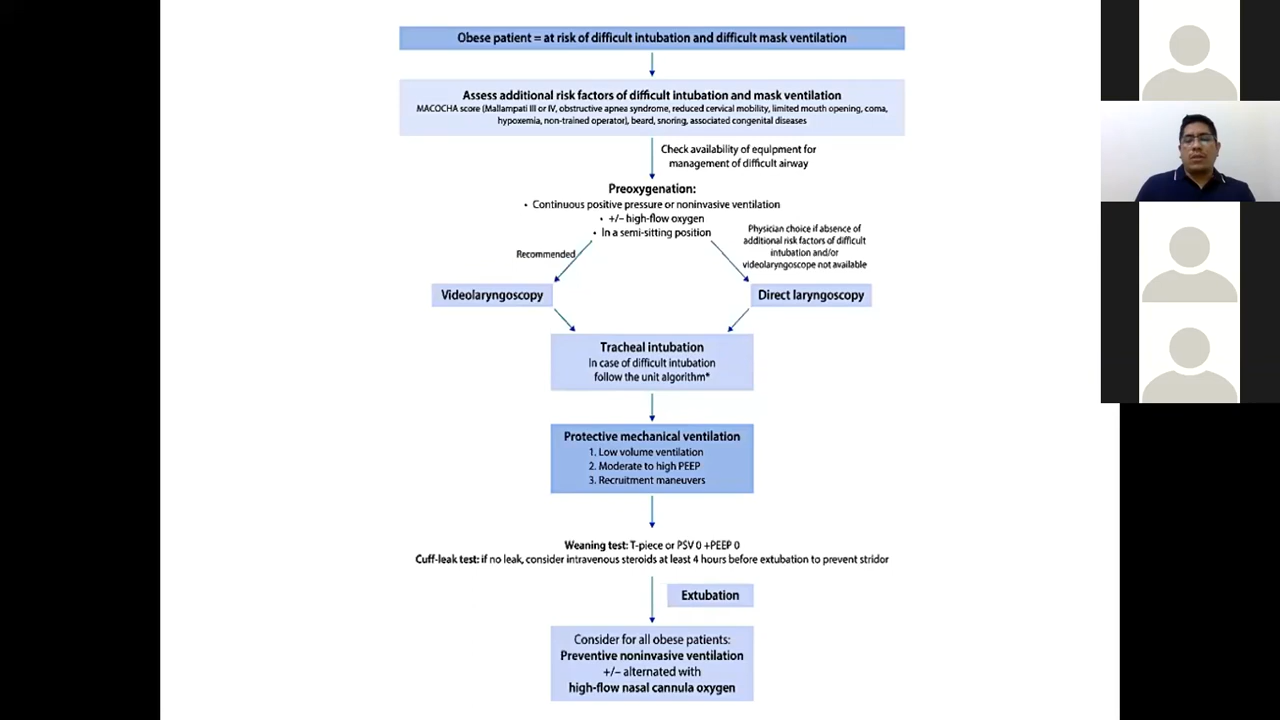 Obese patient = at risk of difficult intubation and difficult mask ventilation
Assess additional risk factors of difficult intubation and mask ventilation
MACOCHA score (Mallampati III or IV, obstructive apnea syndrome, reduced cervical mobility, limited mouth opening, coma,
hypoxemia, non-trained operator), beard, snoring, associated congenital diseases
Check availability of equipment for
management of difficult airway
Preoxygenation:
• Continuous positive pressure or noninvasive ventilation
• +/– high-flow oxygen
• In a semi-sitting position
Recommended
Physician choice if absence of
additional risk factors of difficult
intubation and/or
videolaryngoscope not available
Videolaryngoscopy
Direct laryngoscopy
Tracheal intubation
In case of difficult intubation
follow the unit algorithm*
Protective mechanical ventilation
1. Low volume ventilation
2. Moderate to high PEEP
3. Recruitment maneuvers
Weaning test: T-piece or PSV 0 +PEEP 0
Cuff-leak test: if no leak, consider intravenous steroids at least 4 hours before extubation to prevent stridor
Extubation
Consider for all obese patients:
Preventive noninvasive ventilation
+/– alternated with
high-flow nasal cannula oxygen